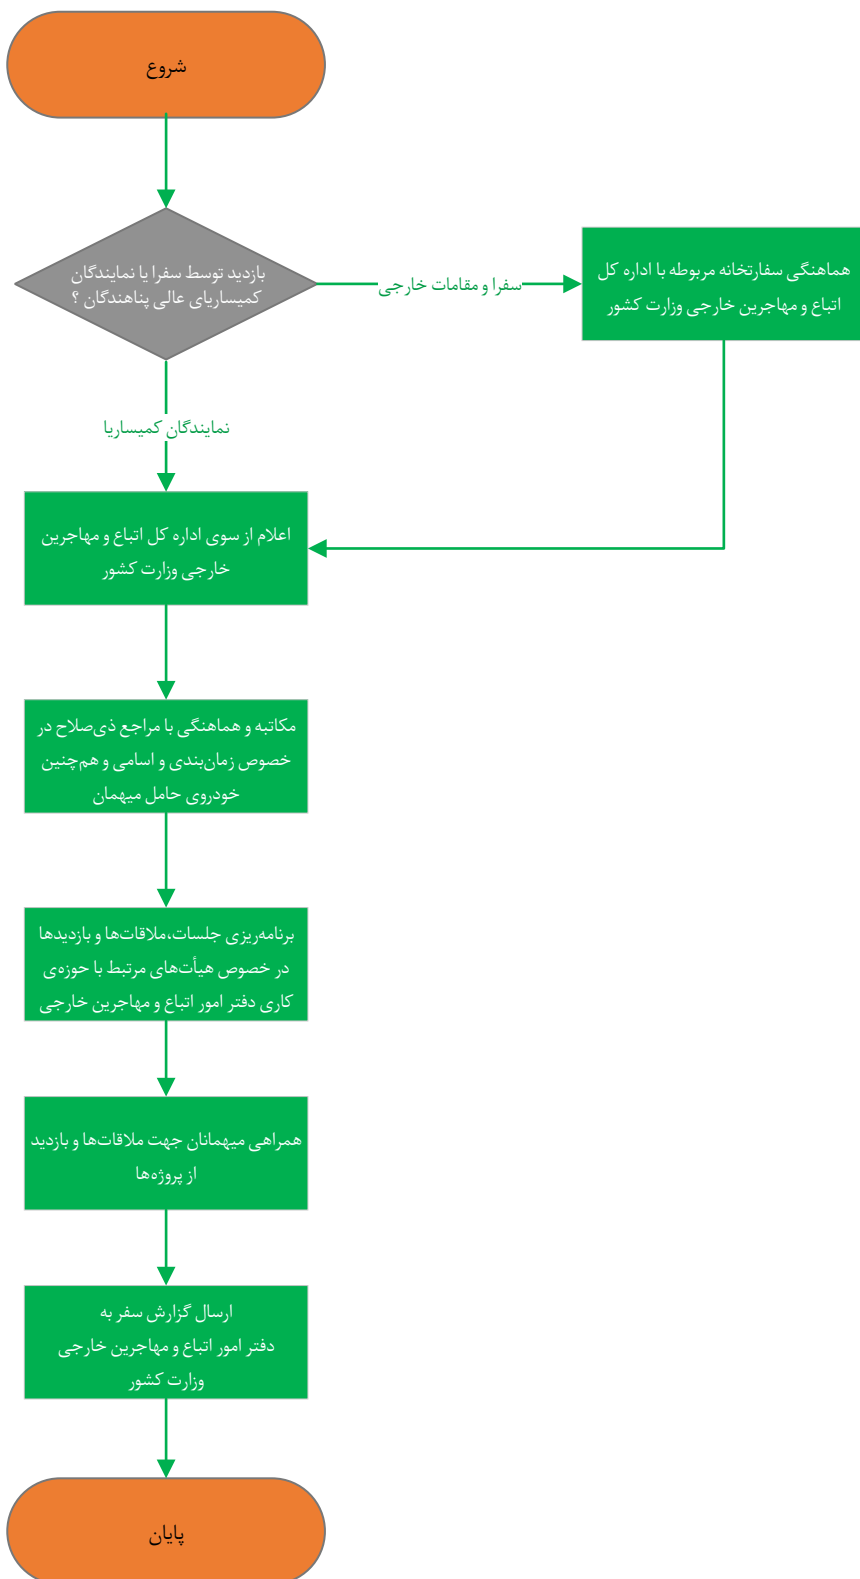 شروع
بازدید توسط سفرا یا نمایندگان
کمیساریای عالی پناهندگان ؟
سفرا و مقامات خارجی
هماهنگی سفارتخانه مربوطه با اداره کل
اتباع و مهاجرین خارجی وزارت کشور
نمایندگان کمیساریا
اعلام از سوی اداره کل اتباع و مهاجرین
خارجی وزارت کشور
مکاتبه و هماهنگی با مراجع ذی‌صلاح در
خصوص زمان‌بندی و اسامی و هم‌چنین
خودروی حامل میهمان
برنامه‌ریزی جلسات،ملاقات‌ها و بازدیدها
در خصوص هیأت‌های مرتبط با حوزه‌ی
کاری دفتر امور اتباع و مهاجرین خارجی
همراهی میهمانان جهت ملاقات‌ها و بازدید
از پروژه‌ها
ارسال گزارش سفر به
دفتر امور اتباع و مهاجرین خارجی
وزارت کشور
پایان